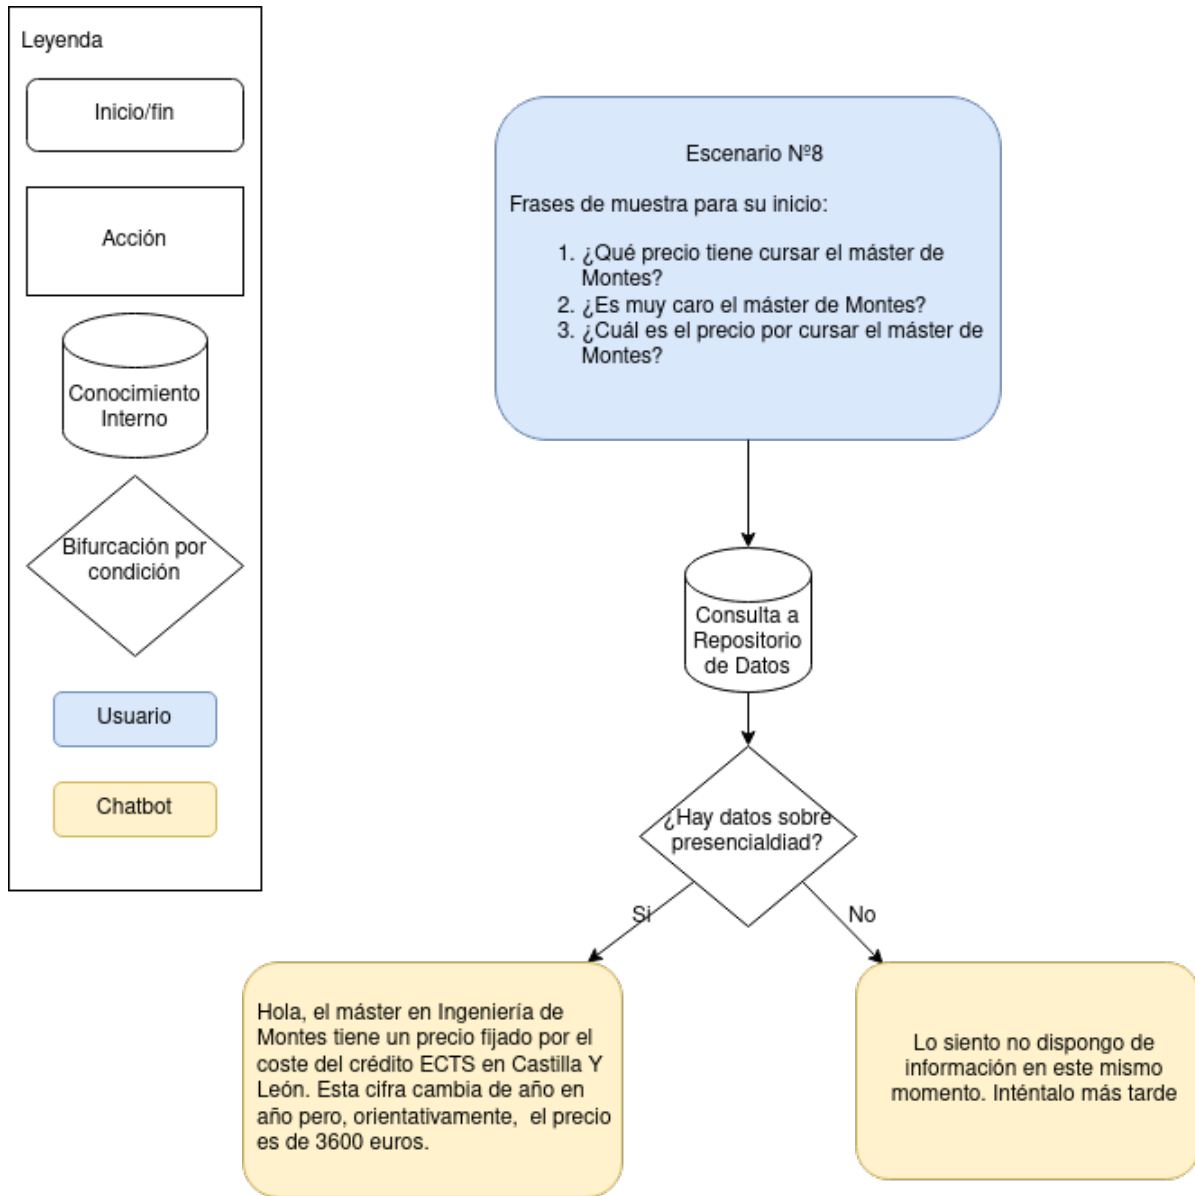 Leyenda
Inicio/fin
Acción
Conocimiento
Interno
Bifurcación por
condición
Usuario
Chatbot
Escenario Nº8
Frases de muestra para su inicio:
1. ¿Qué precio tiene cursar el máster de
Montes?
2. ¿Es muy caro el máster de Montes?
3. ¿Cuál es el precio por cursar el máster de
Montes?
Consulta a
Repositorio
de Datos
¿Hay datos sobre
presencialdiad?
Si
No
Hola, el máster en Ingeniería de
Montes tiene un precio fijado por el
coste del crédito ECTS en Castilla Y
León. Esta cifra cambia de año en
año pero, orientativamente, el precio
es de 3600 euros.
Lo siento no dispongo de
información en este mismo
momento. Inténtalo más tarde